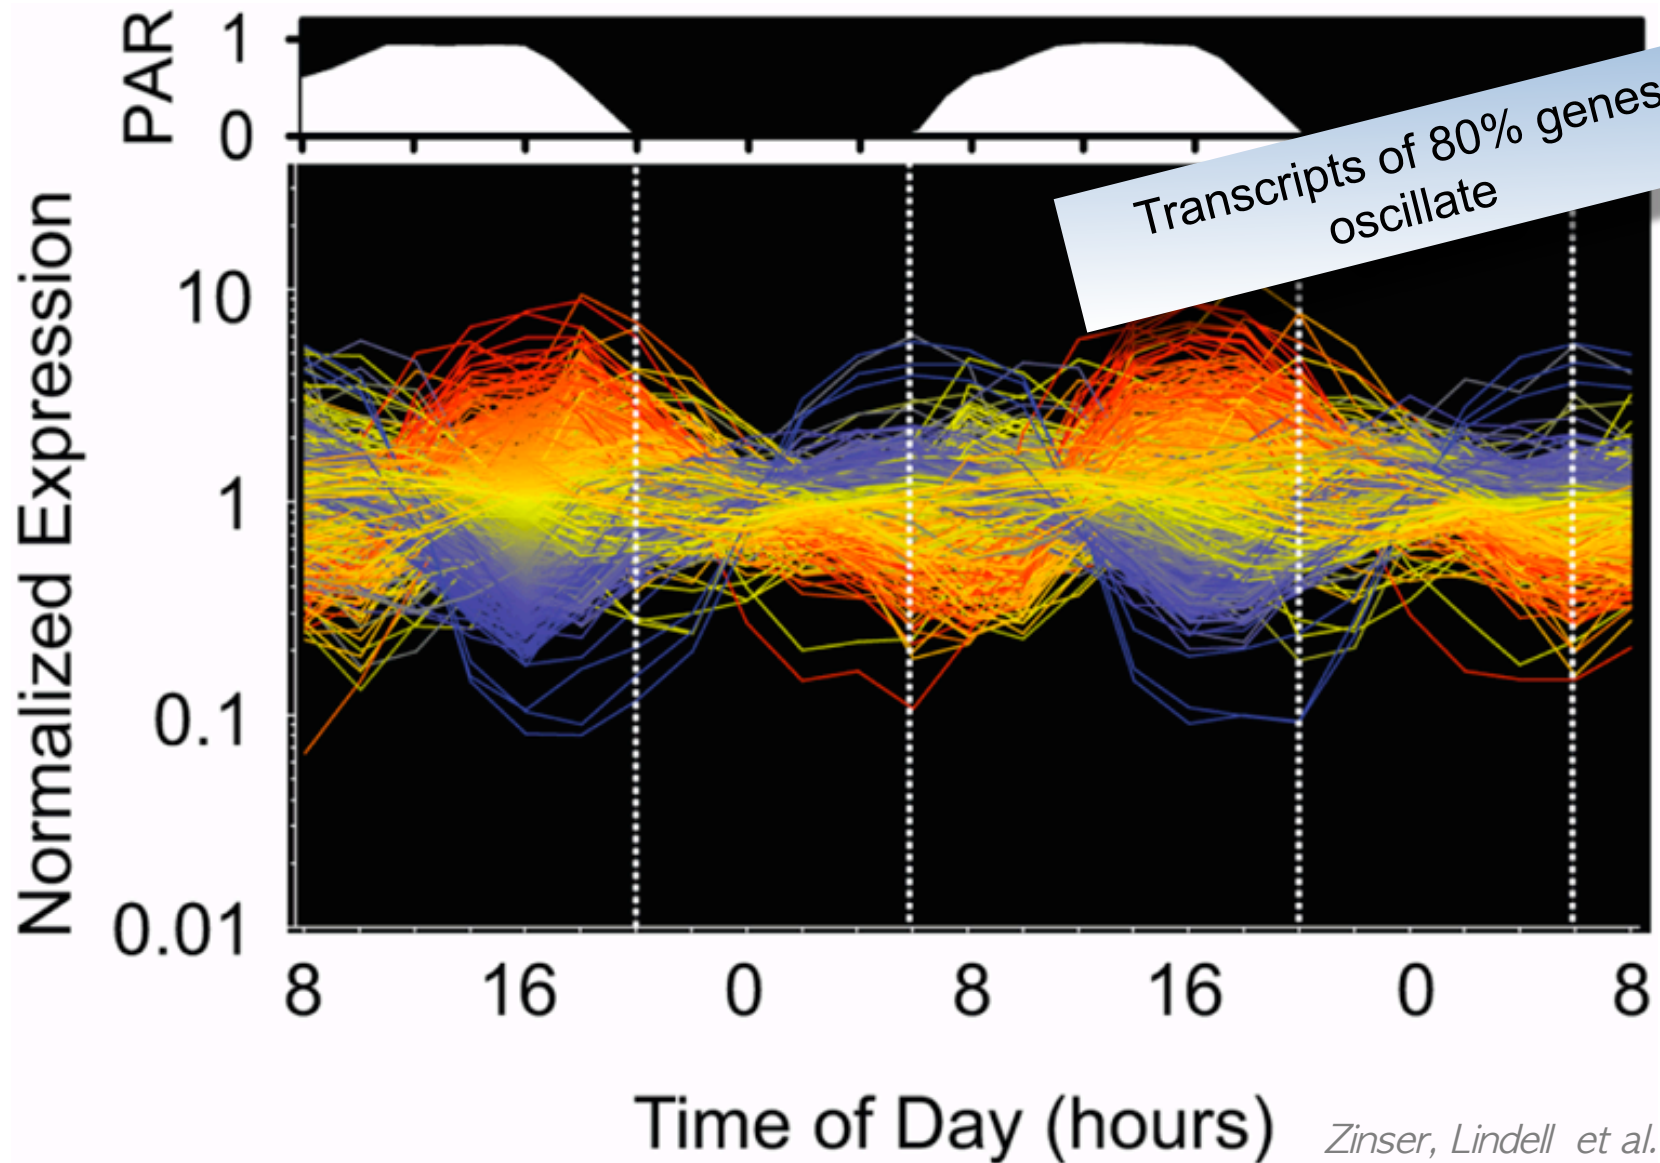 PAR
1
0
Transcripts of 80% genes
oscillate
Normalized Expression
10
1
0.1
0.01
8 16 0 8 16 0 8
Time of Day (hours)
Zinser, Lindell et al.